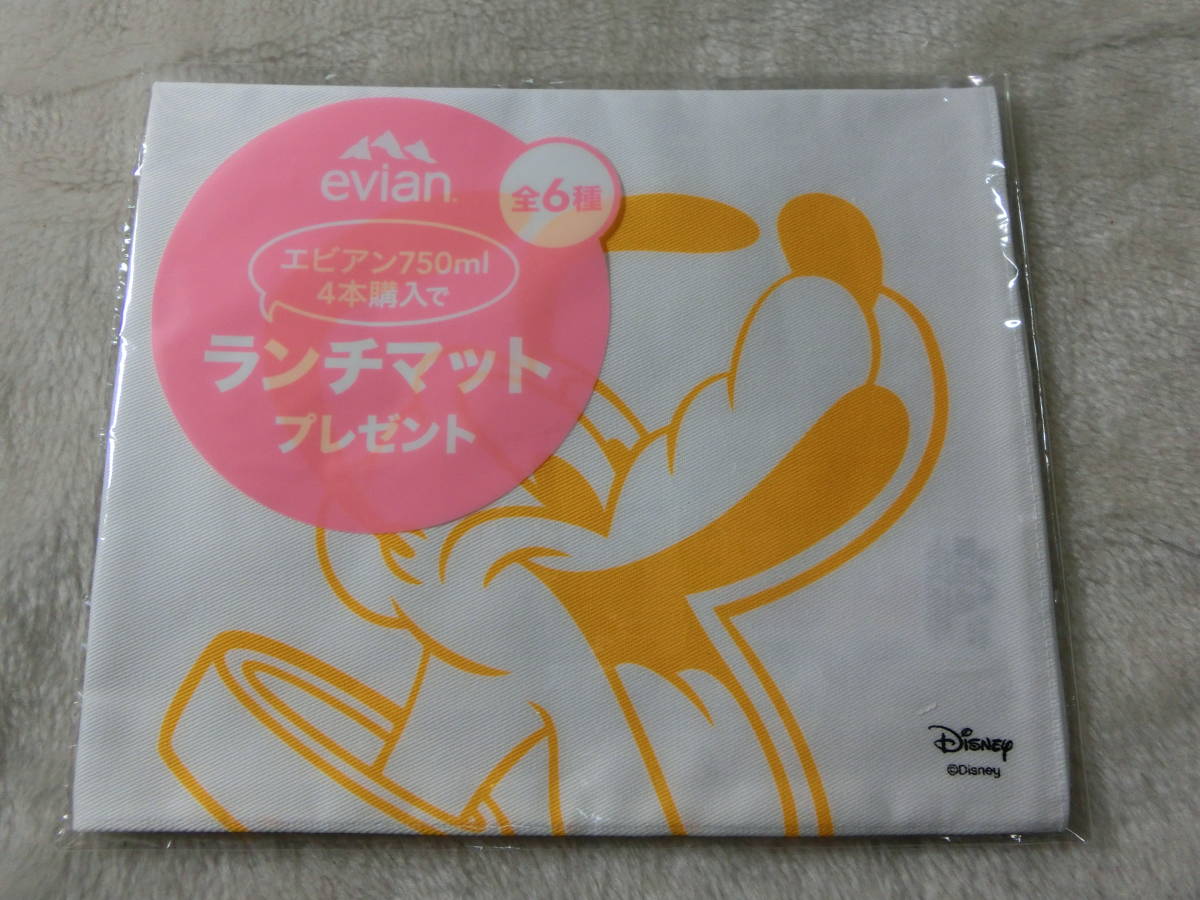 evian
全6種
エビアン750ml
4本購入で
ランチマット
プレゼント
Disney
©Disney